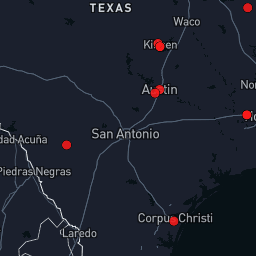 TEXAS
Waco
Killeen
Austin
San Antonio
dad Acuña
Piedras Negras
Corpus Christi
Laredo